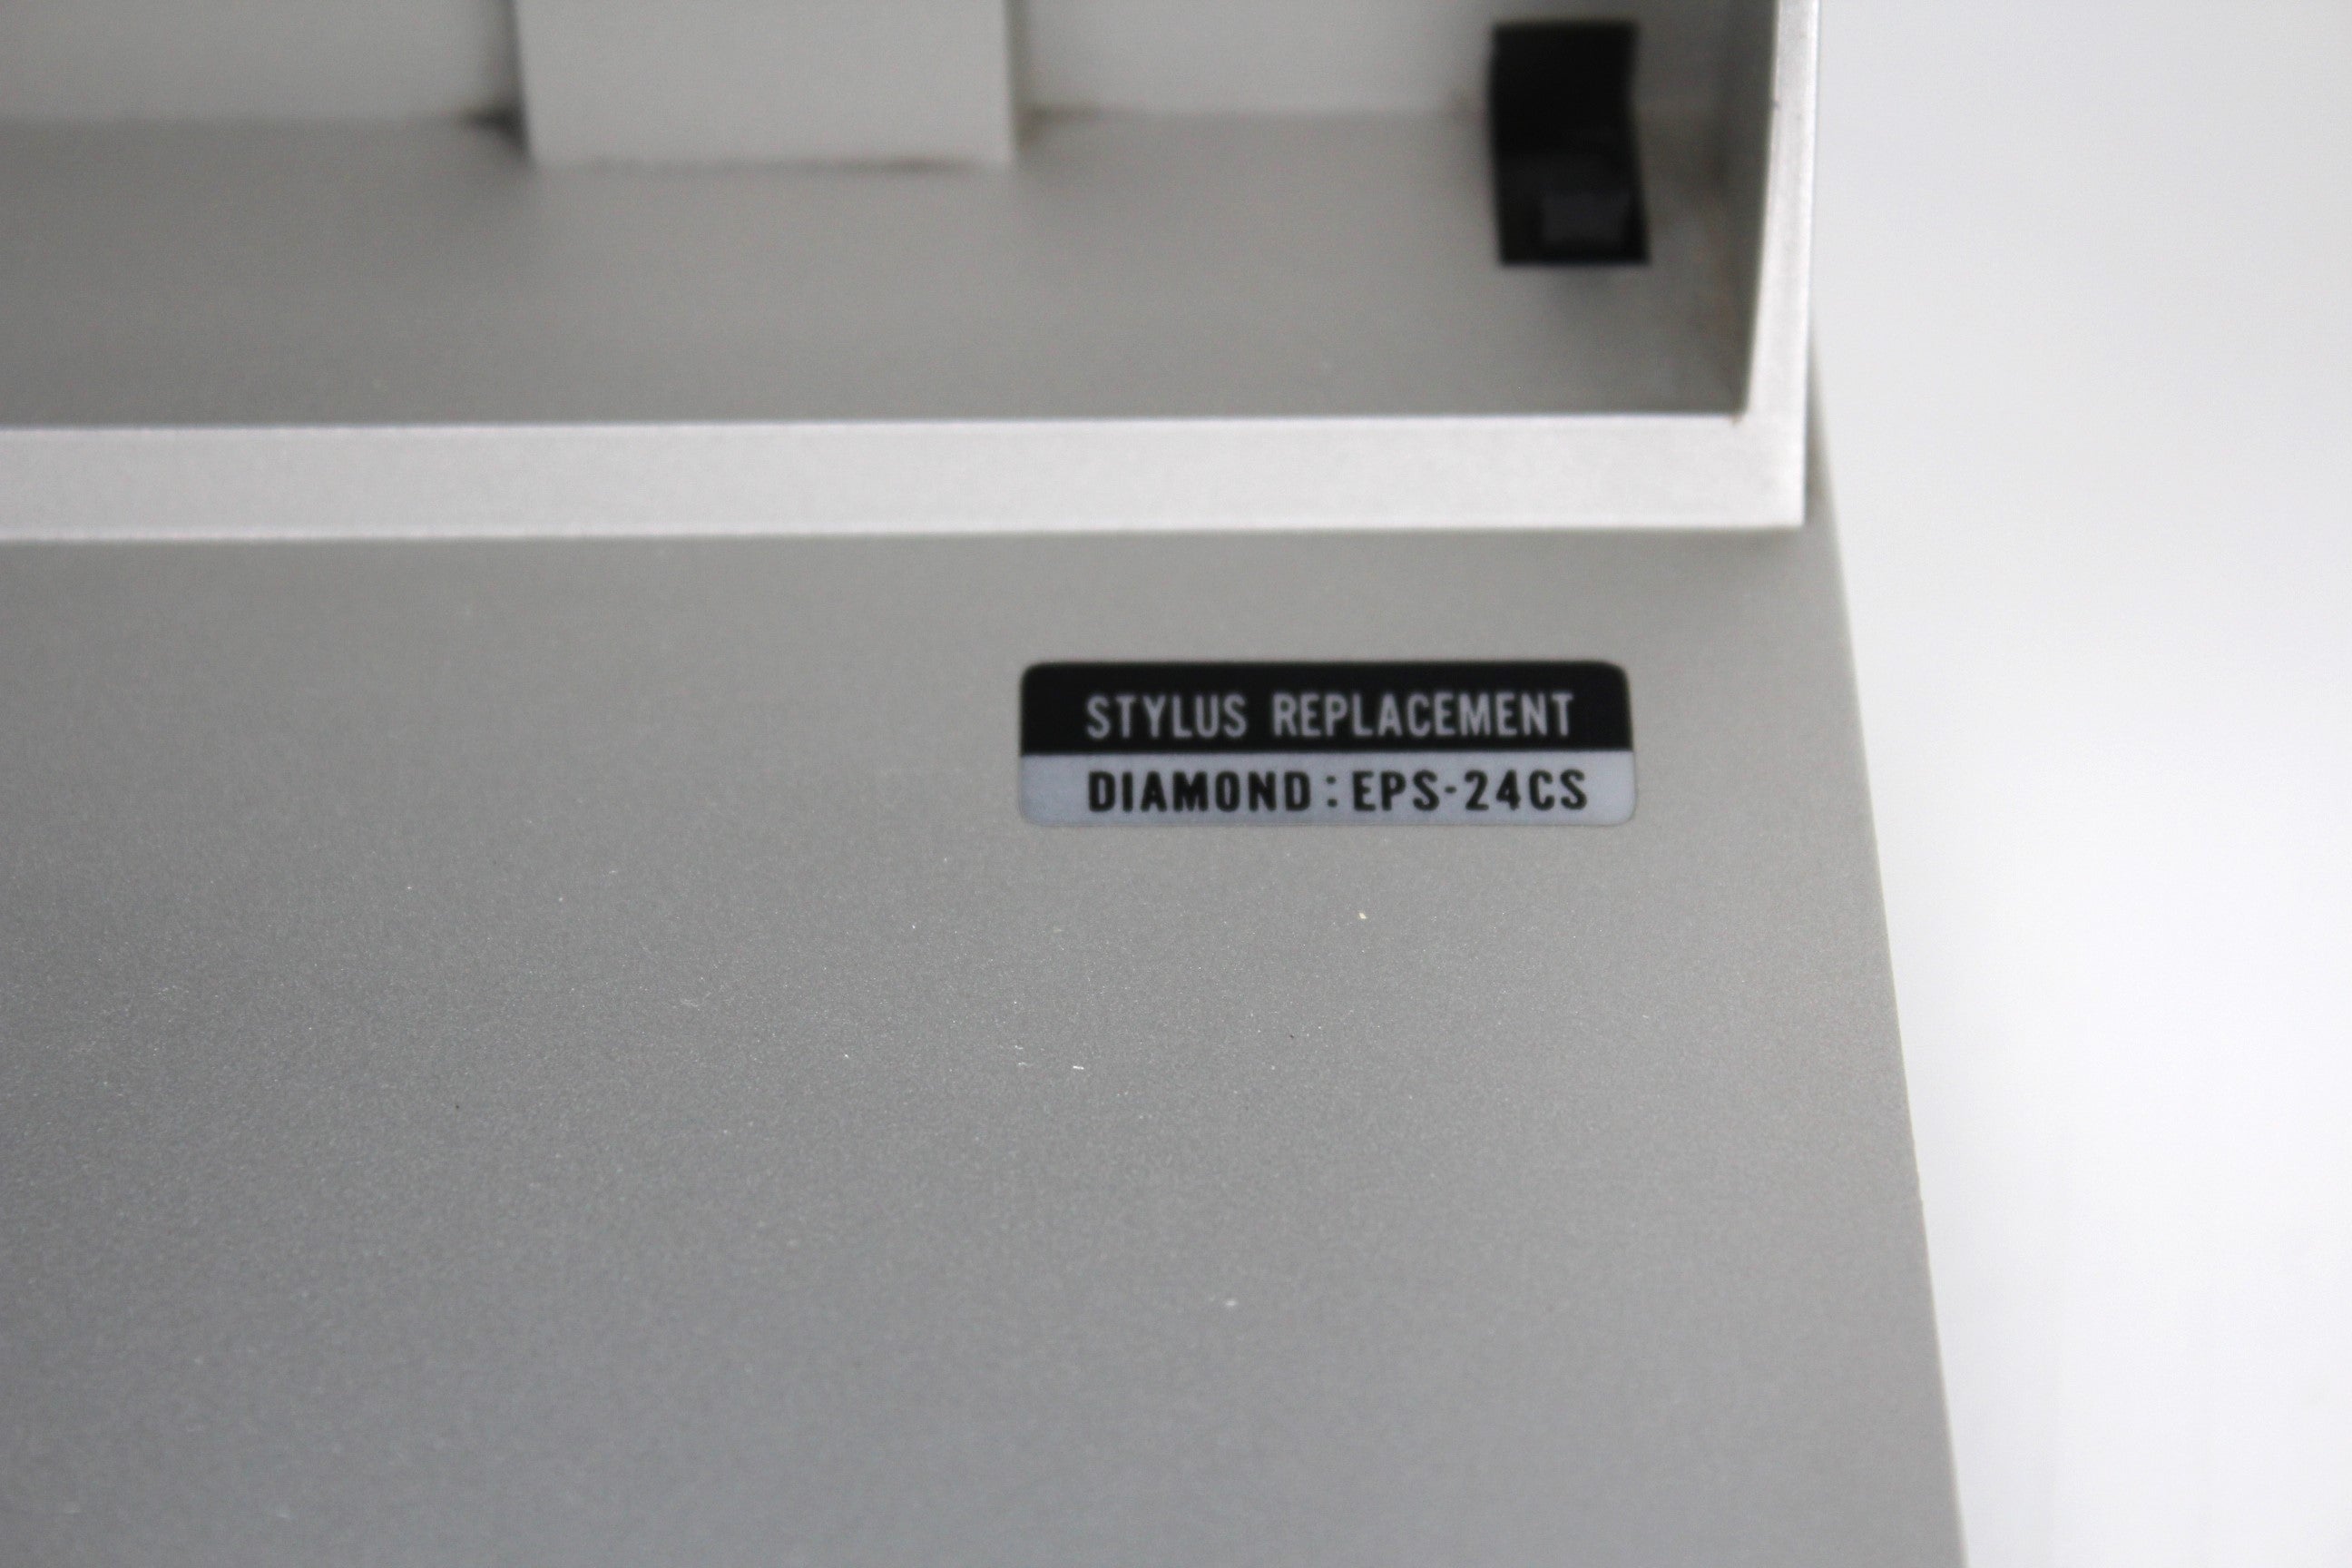 STYLUS REPLACEMENT
DIAMOND : EPS-24CS